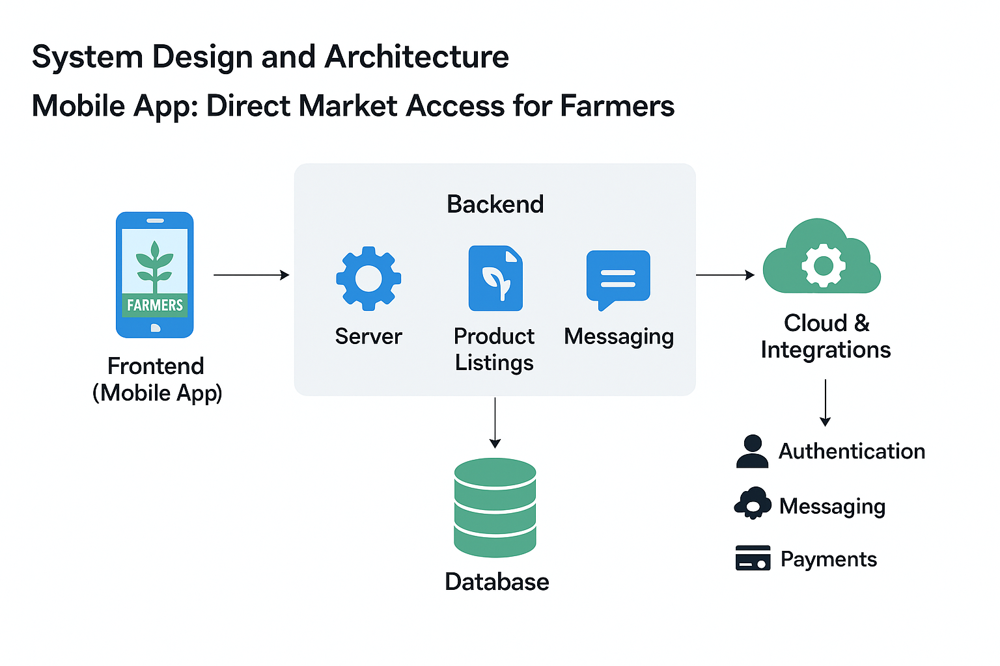 System Design and Architecture
Mobile App: Direct Market Access for Farmers
Backend
FARMERS
Server
Product
Listings
Messaging
Frontend
(Mobile App)
Cloud &
Integrations
Authentication
Messaging
Payments
Database